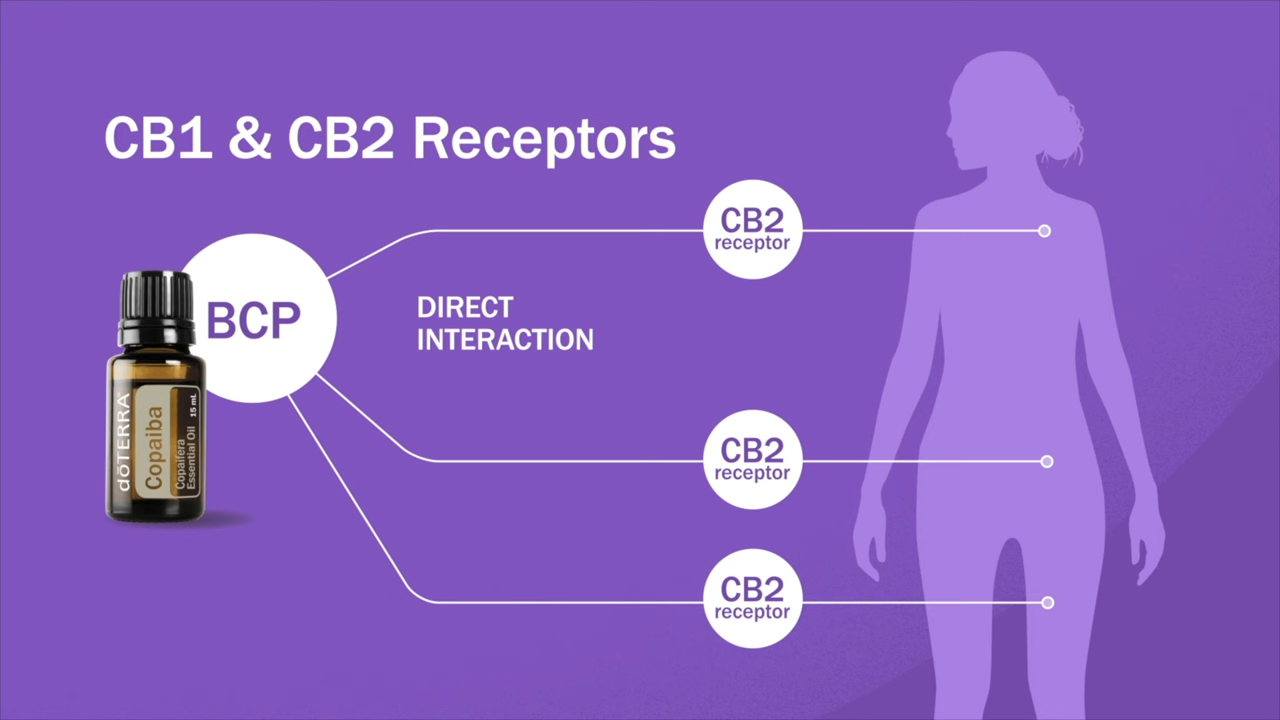 CB1 & CB2 Receptors
CB2
receptor
BCP
DIRECT
INTERACTION
dōTERRA
Copaiba
15 mL
Copaifera
Essential Oil
CB2
receptor
CB2
receptor